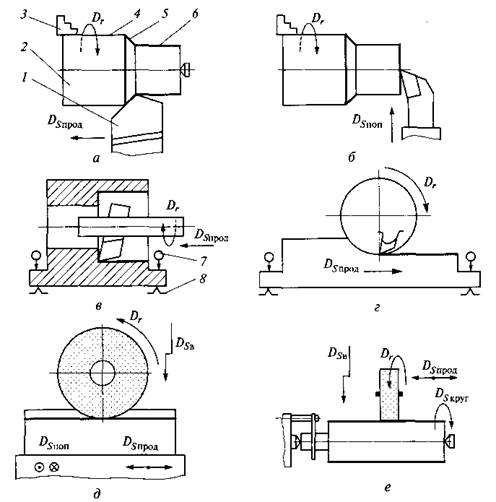 3 Dr 4 5 6
2
1
DSпрод
а
Dr
DSпоп
б
Dr
DSпрод
7
8
в
Dr
DSпрод
г
Dr
DSв
DSпоп DSпрод
д
DSв Dr DSпрод
DSкруг
е